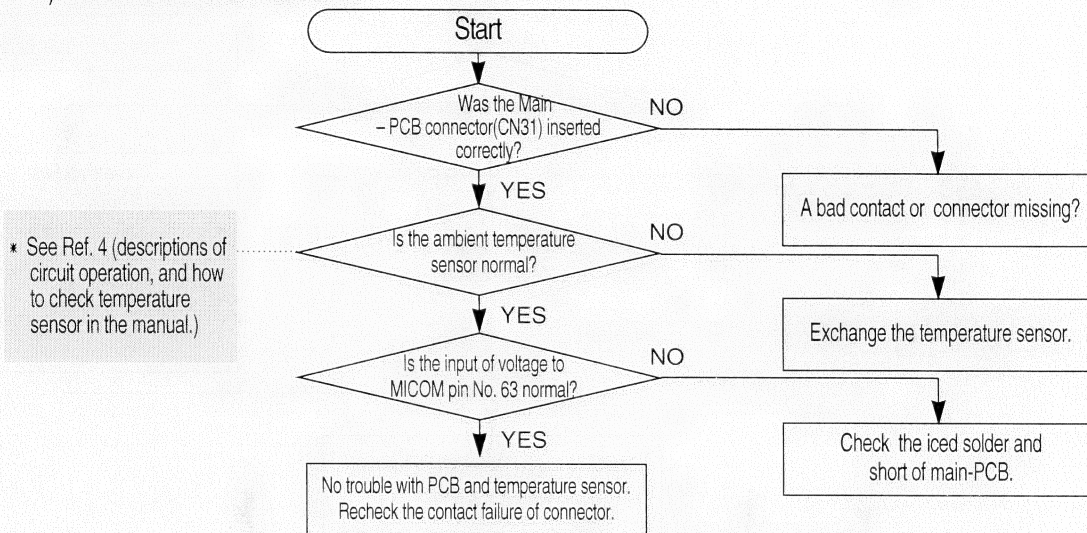 Start
Was the Main
– PCB connector(CN31) inserted
correctly?
NO
YES
A bad contact or connector missing?
* See Ref. 4 (descriptions of
circuit operation, and how
to check temperature
sensor in the manual.)
Is the ambient temperature
sensor normal?
NO
YES
Exchange the temperature sensor.
Is the input of voltage to
MICOM pin No. 63 normal?
NO
YES
Check the iced solder and
short of main-PCB.
No trouble with PCB and temperature sensor.
Recheck the contact failure of connector.